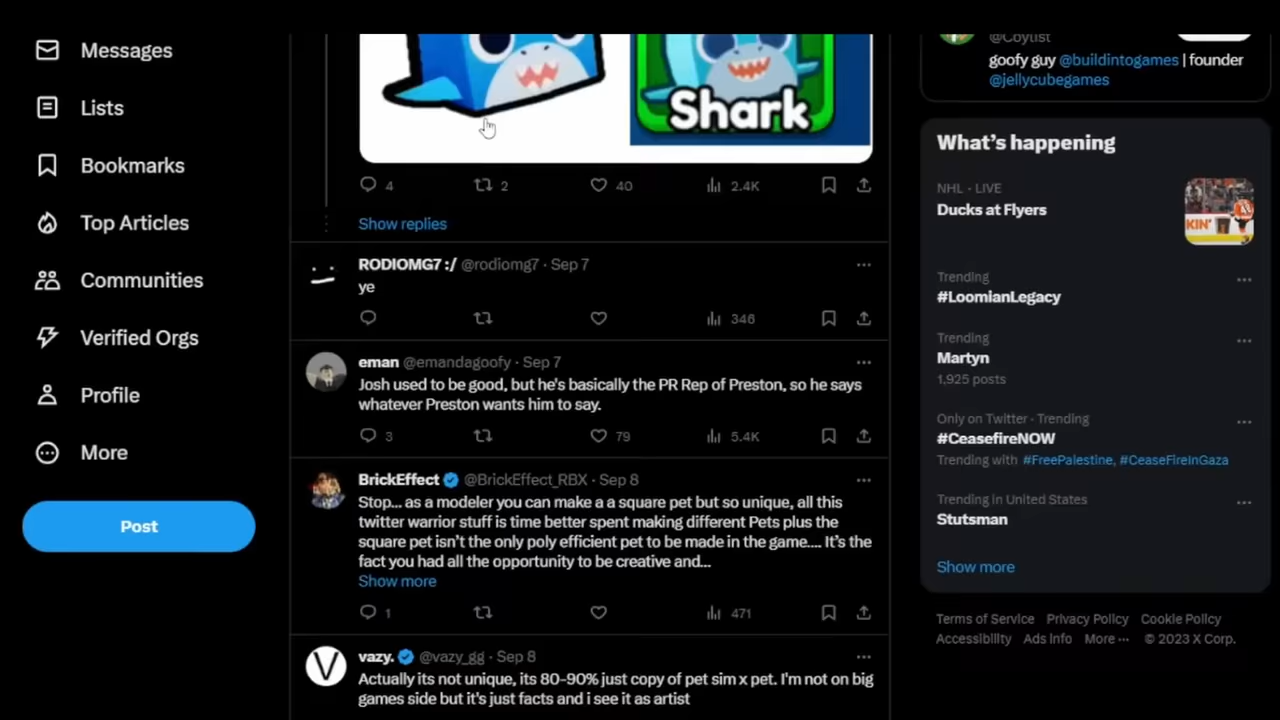 Messages
Lists
Bookmarks
Top Articles
Communities
Verified Orgs
Profile
More
Post
Shark
4 2 40 2.4K
Show replies
RODIOMG7 :/ @rodiomg7 · Sep 7
ye
346
eman @emandagoofy · Sep 7
Josh used to be good, but he's basically the PR Rep of Preston, so he says
whatever Preston wants him to say.
3 79 5.4K
BrickEffect @BrickEffect_RBX · Sep 8
Stop... as a modeler you can make a a square pet but so unique, all this
twitter warrior stuff is time better spent making different Pets plus the
square pet isn't the only poly efficient pet to be made in the game.... It's the
fact you had all the opportunity to be creative and...
Show more
1 471
vazy. @vazy_gg · Sep 8
Actually its not unique, its 80-90% just copy of pet sim x pet. I'm not on big
games side but it's just facts and i see it as artist
@Coytist
goofy guy @buildintogames | founder
@jellycubegames
What's happening
NHL · LIVE
Ducks at Flyers
KIN'
Trending
#LoomianLegacy
Trending
Martyn
1,925 posts
Only on Twitter · Trending
#CeasefireNOW
Trending with #FreePalestine, #CeaseFireInGaza
Trending in United States
Stutsman
Show more
Terms of Service Privacy Policy Cookie Policy
Accessibility Ads info More ··· © 2023 X Corp.